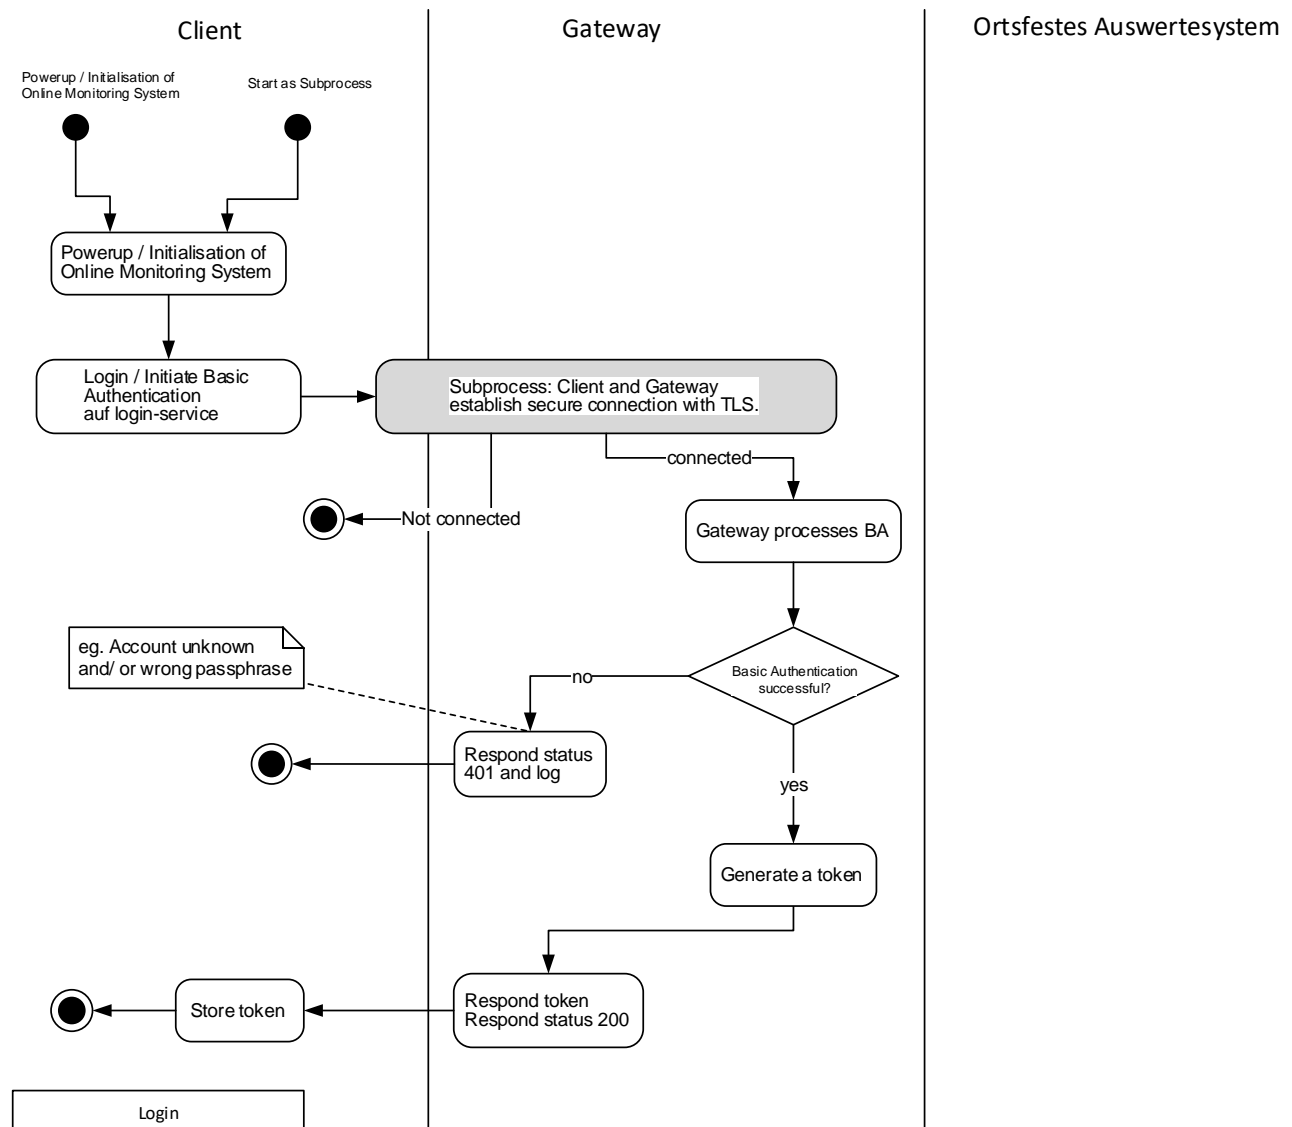 Client
Gateway
Ortsfestes Auswertesystem
Powerup / Initialisation of
Online Monitoring System
Start as Subprocess
Powerup / Initialisation of
Online Monitoring System
Login / Initiate Basic
Authentication
auf login-service
Subprocess: Client and Gateway
establish secure connection with TLS.
connected
Not connected
Gateway processes BA
eg. Account unknown
and/ or wrong passphrase
no
Basic Authentication
successful?
Respond status
401 and log
yes
Generate a token
Store token
Respond token
Respond status 200
Login